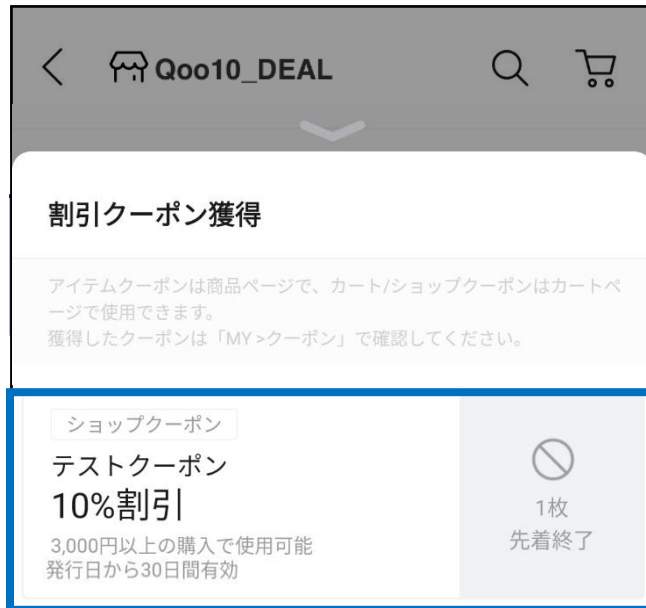 Qoo10_DEAL
割引クーポン獲得
アイテムクーポンは商品ページで、カート/ショップクーポンはカートペ
ージで使用できます。
獲得したクーポンは「MY >クーポン」で確認してください。
ショップクーポン
テストクーポン
10%割引
3,000円以上の購入で使用可能
発行日から30日間有効
1枚
先着終了